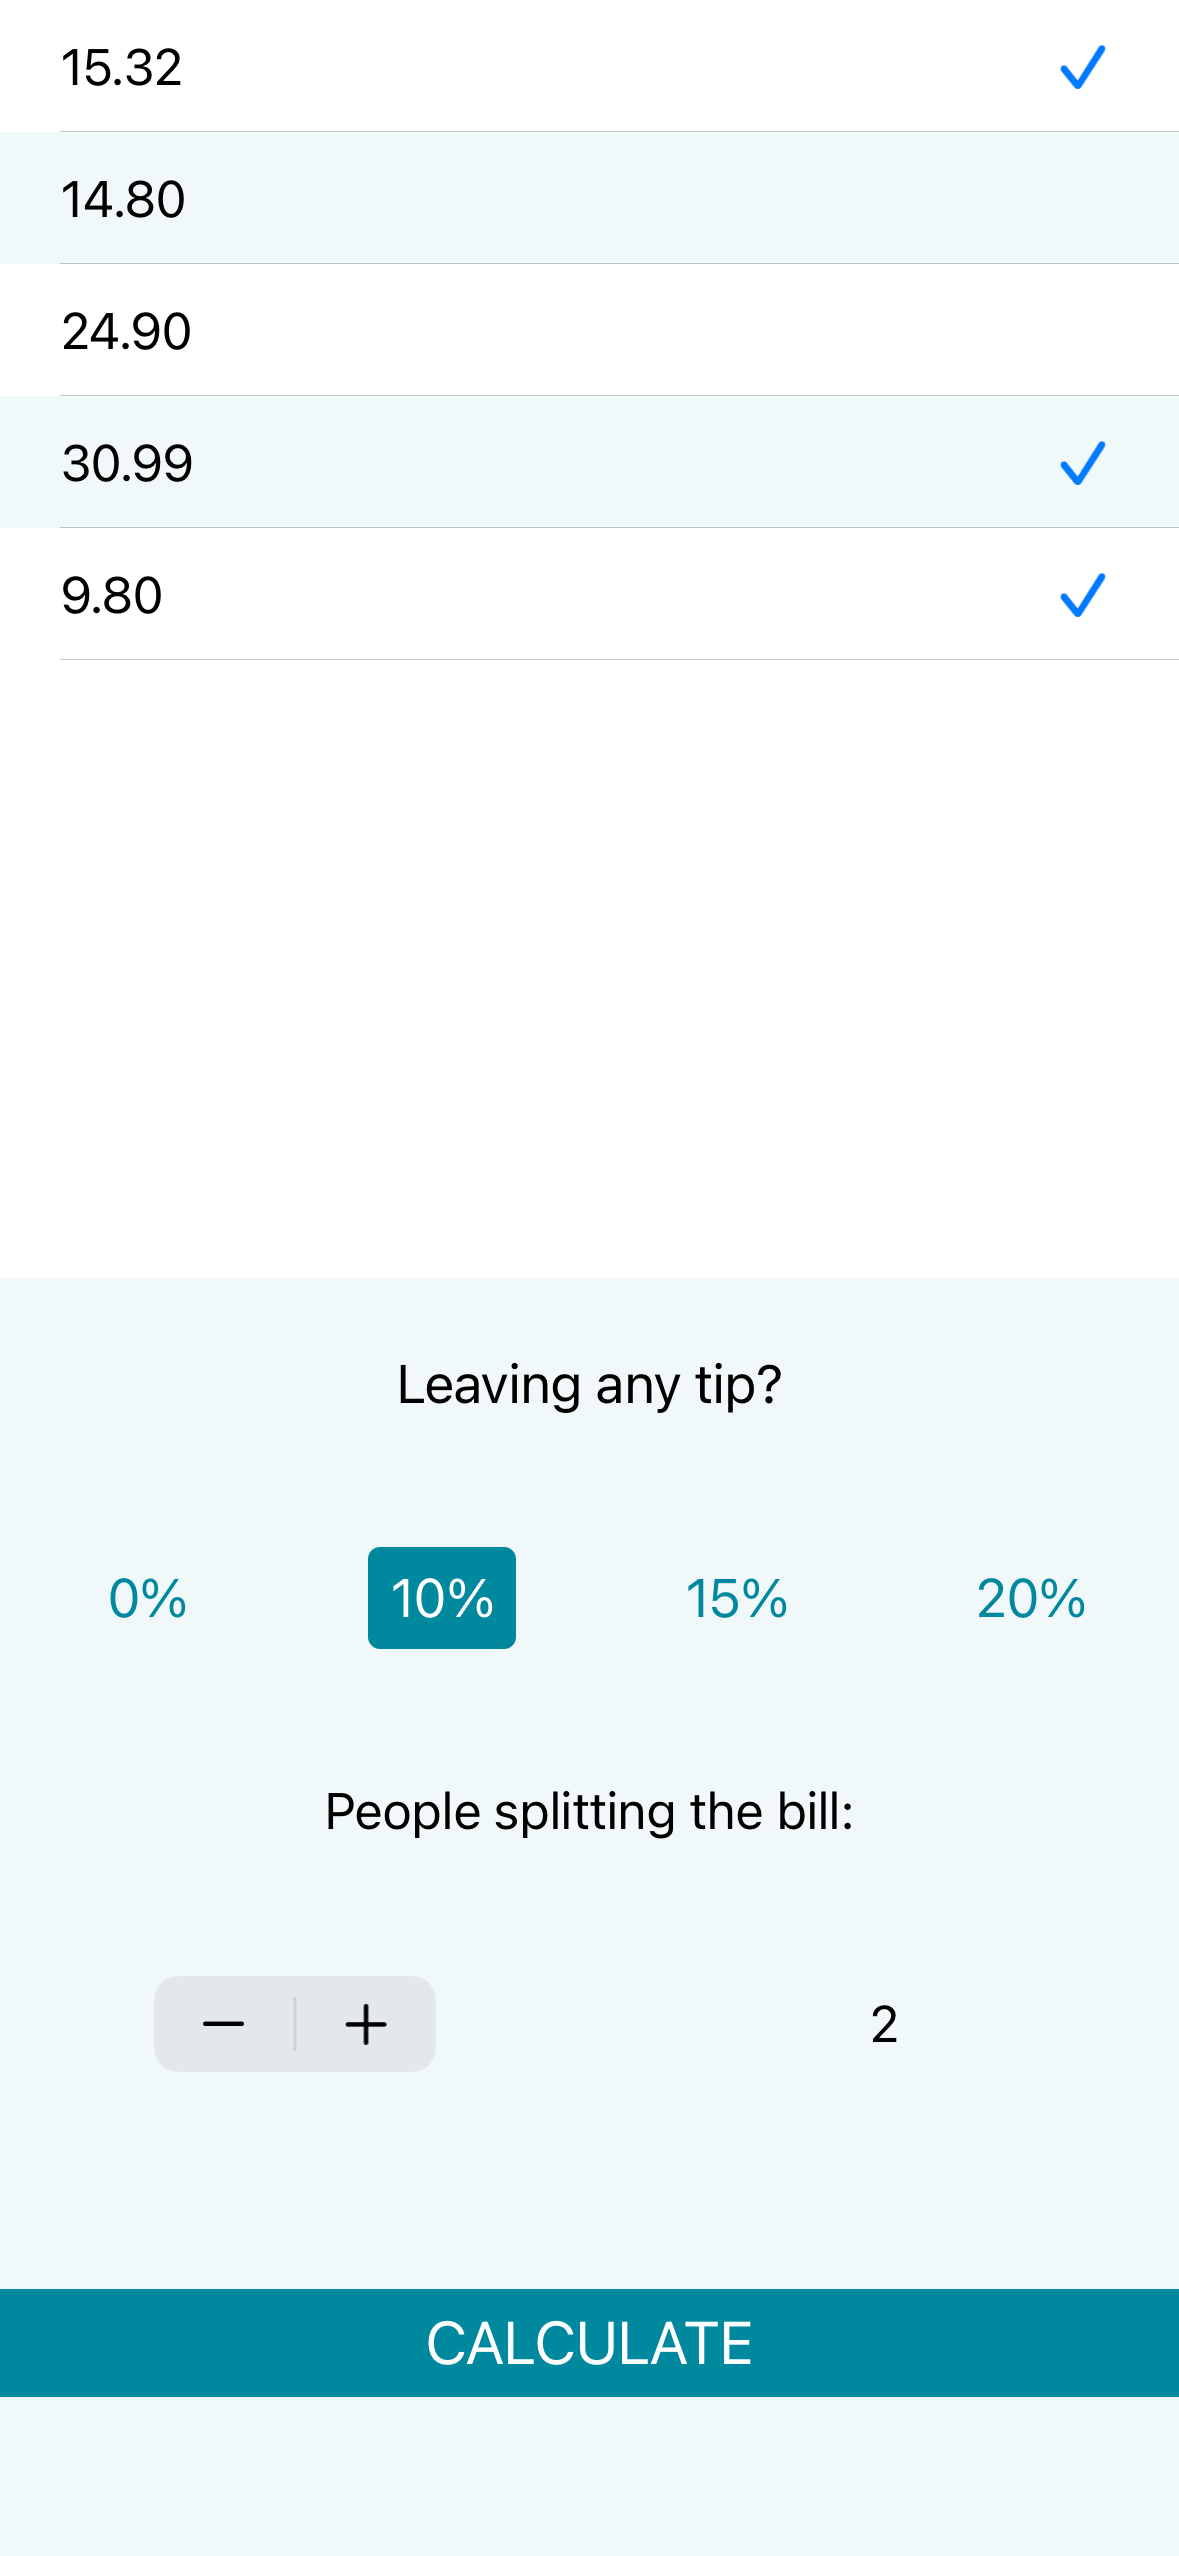 15.32
14.80
24.90
30.99
9.80
Leaving any tip?
0% 10% 15% 20%
People splitting the bill:
2
CALCULATE